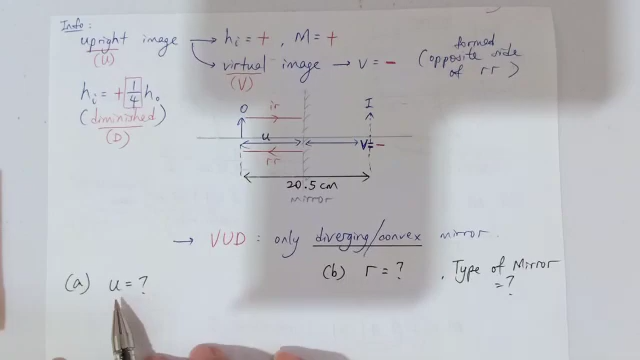 Info:
upright image → hi = + , M = +
(U)
virtual image → V = -
(V)
formed
(opposite side
of rr)
hi = + 1/4 ho
(diminished)
(D)
O
ir
I
u
V = -
rr
20.5 cm
mirror
→ VUD : only diverging/convex mirror.
(a) u = ?
(b) r = ? , Type of Mirror
= ?